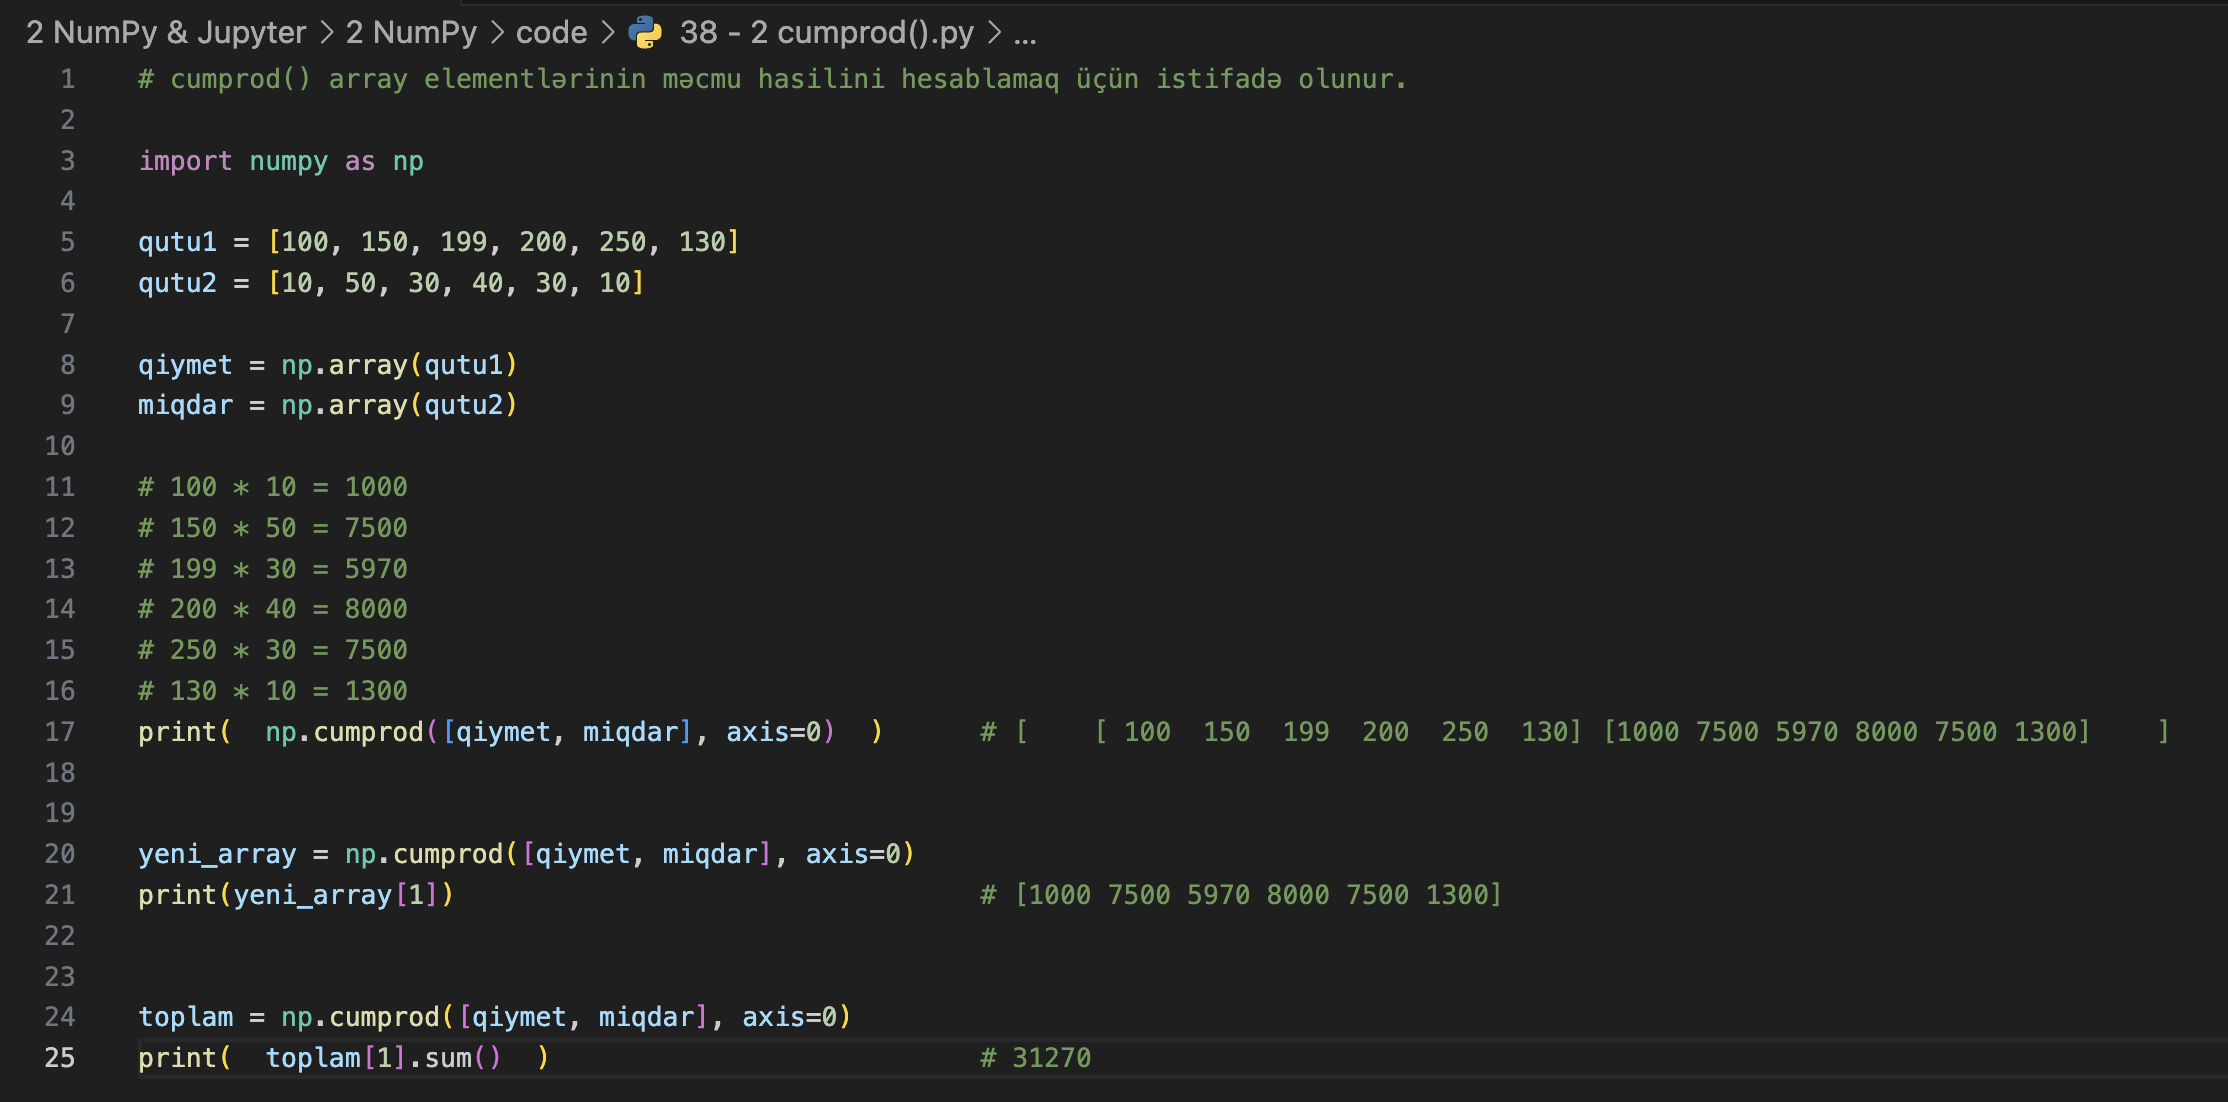 2 NumPy & Jupyter > 2 NumPy > code > 38 - 2 cumprod().py > ...
1 # cumprod() array elementlərinin məcmu hasilini hesablamaq üçün istifadə olunur.
2
3 import numpy as np
4
5 qutu1 = [100, 150, 199, 200, 250, 130]
6 qutu2 = [10, 50, 30, 40, 30, 10]
7
8 qiymet = np.array(qutu1)
9 miqdar = np.array(qutu2)
10
11 # 100 * 10 = 1000
12 # 150 * 50 = 7500
13 # 199 * 30 = 5970
14 # 200 * 40 = 8000
15 # 250 * 30 = 7500
16 # 130 * 10 = 1300
17 print(  np.cumprod([qiymet, miqdar], axis=0)  )      # [    [ 100  150  199  200  250  130] [1000 7500 5970 8000 7500 1300]    ]
18
19
20 yeni_array = np.cumprod([qiymet, miqdar], axis=0)
21 print(yeni_array[1])                                 # [1000 7500 5970 8000 7500 1300]
22
23
24 toplam = np.cumprod([qiymet, miqdar], axis=0)
25 print(  toplam[1].sum()  )                           # 31270